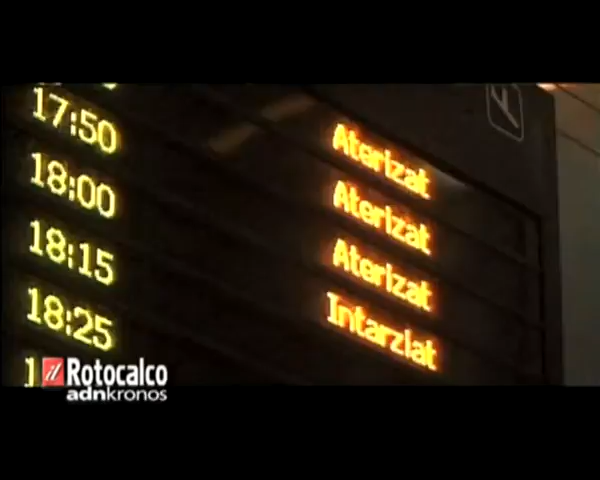 17:50 Aterizat
18:00 Aterizat
18:15 Aterizat
18:25 Intarziat
il Rotocalco
adnkronos